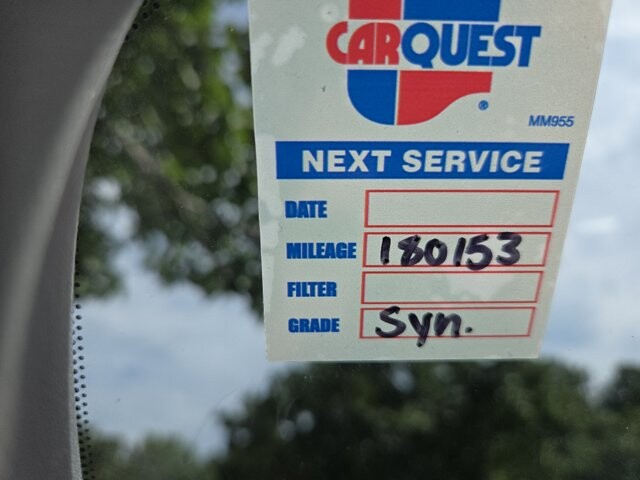 CARQUEST
®
MM955
NEXT SERVICE
DATE
MILEAGE 180153
FILTER
GRADE Syn.